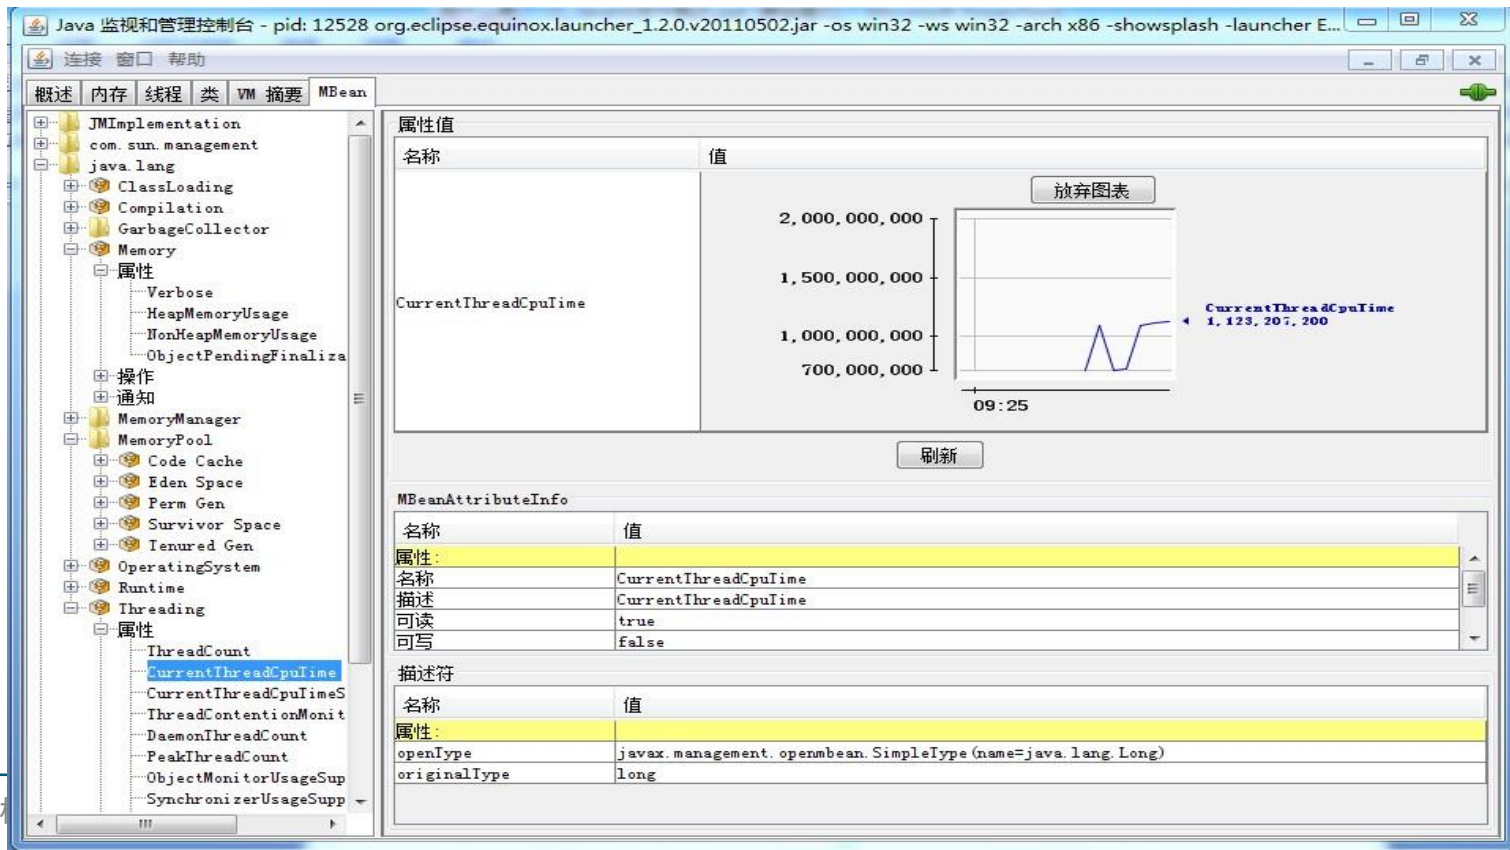 Java 监视和管理控制台 - pid: 12528 org.eclipse.equinox.launcher_1.2.0.v20110502.jar -os win32 -ws win32 -arch x86 -showsplash -launcher E...
连接 窗口 帮助
概述 内存 线程 类 VM 摘要 MBean
JMImplementation
com.sun.management
java.lang
ClassLoading
Compilation
GarbageCollector
Memory
属性
Verbose
HeapMemoryUsage
NonHeapMemoryUsage
ObjectPendingFinaliza
操作
通知
MemoryManager
MemoryPool
Code Cache
Eden Space
Perm Gen
Survivor Space
Tenured Gen
OperatingSystem
Runtime
Threading
属性
ThreadCount
CurrentThreadCpuTime
CurrentThreadCpuTimeS
ThreadContentionMonit
DaemonThreadCount
PeakThreadCount
ObjectMonitorUsageSup
SynchronizerUsageSupp
属性值
名称 值
CurrentThreadCpuTime
放弃图表
2,000,000,000
1,500,000,000
1,000,000,000
700,000,000
09:25
CurrentThreadCpuTime
1,123,207,200
刷新
MBeanAttributeInfo
名称 值
属性:
名称 CurrentThreadCpuTime
描述 CurrentThreadCpuTime
可读 true
可写 false
描述符
名称 值
属性:
openType javax.management.openmbean.SimpleType(name=java.lang.Long)
originalType long